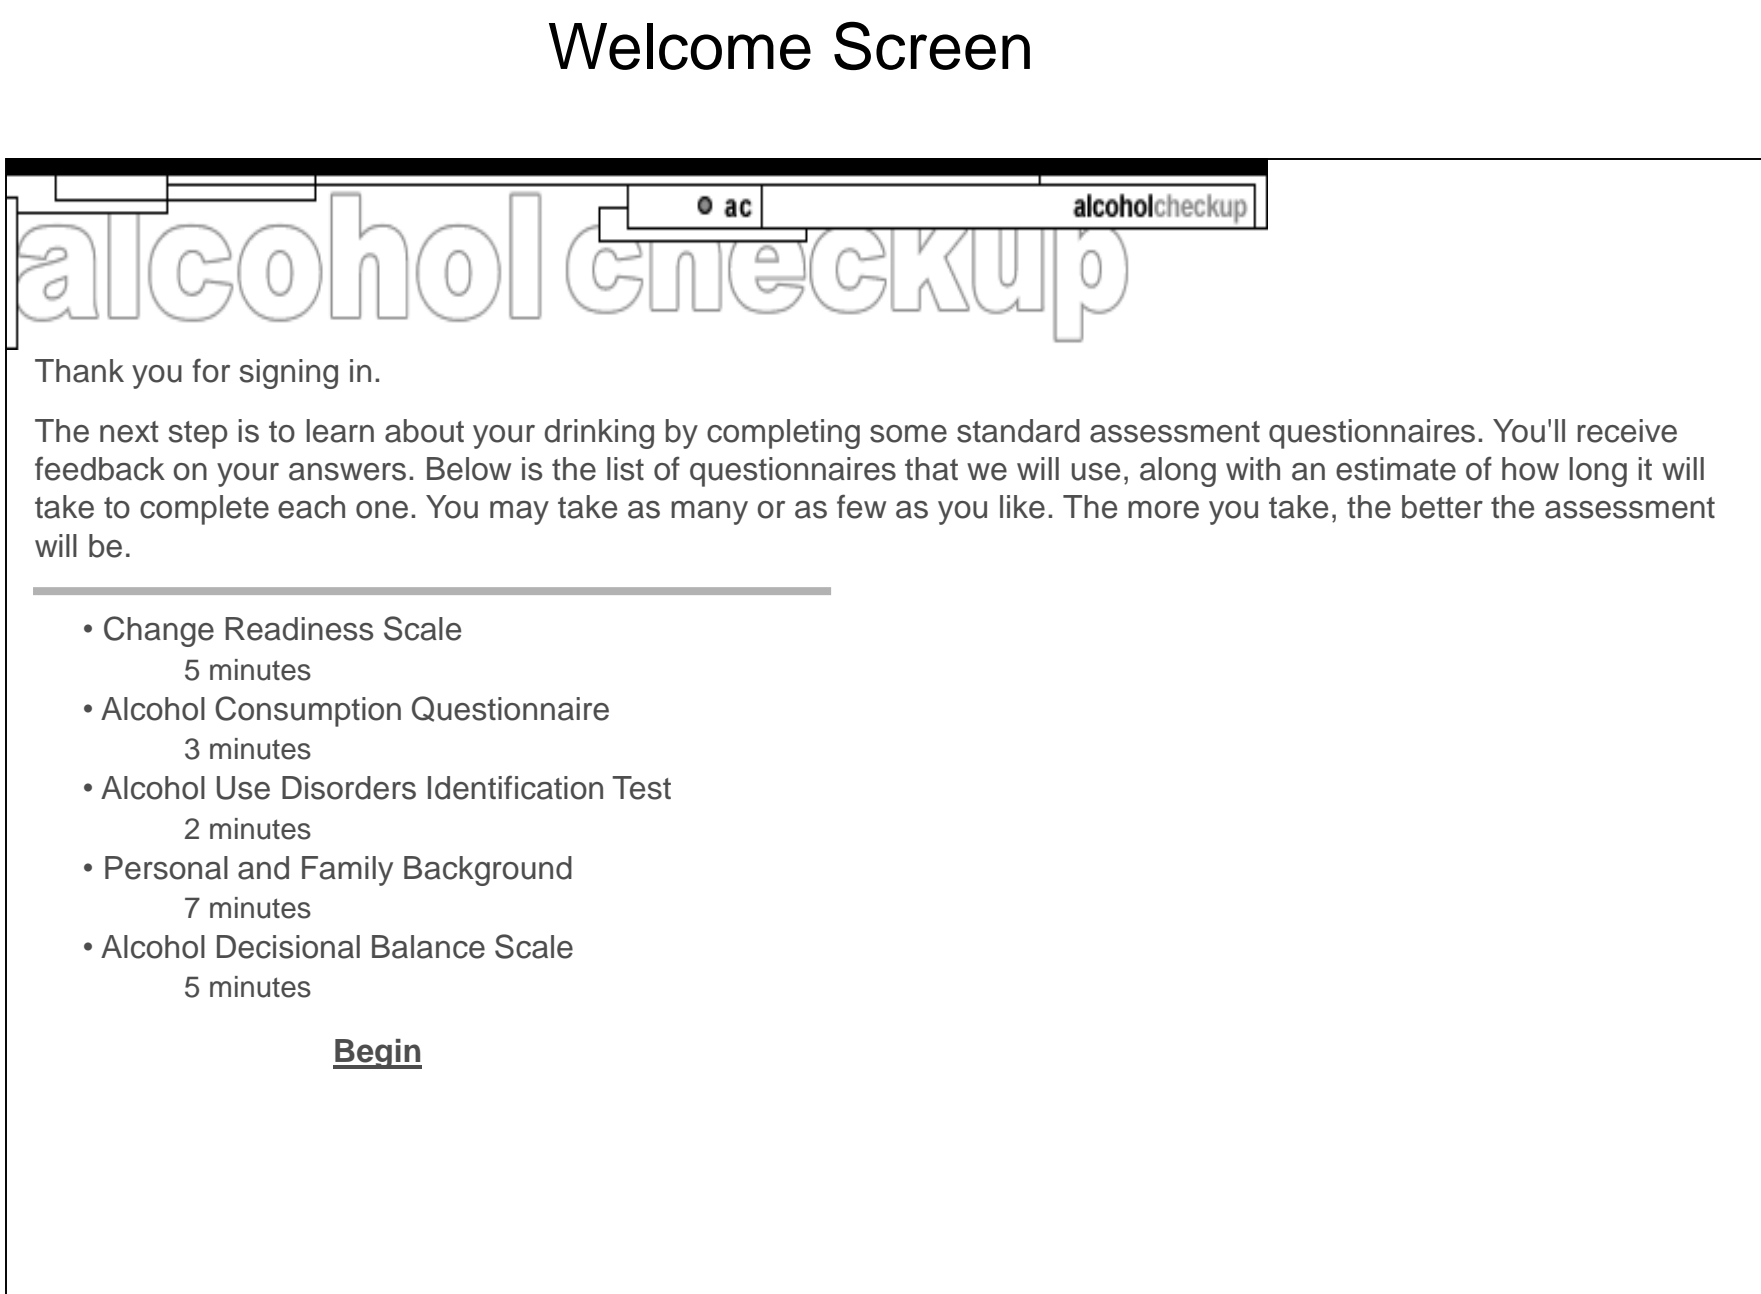 Welcome Screen
ac
alcoholcheckup
alcohol checkup
Thank you for signing in.
The next step is to learn about your drinking by completing some standard assessment questionnaires. You'll receive
feedback on your answers. Below is the list of questionnaires that we will use, along with an estimate of how long it will
take to complete each one. You may take as many or as few as you like. The more you take, the better the assessment
will be.
• Change Readiness Scale
5 minutes
• Alcohol Consumption Questionnaire
3 minutes
• Alcohol Use Disorders Identification Test
2 minutes
• Personal and Family Background
7 minutes
• Alcohol Decisional Balance Scale
5 minutes
Begin